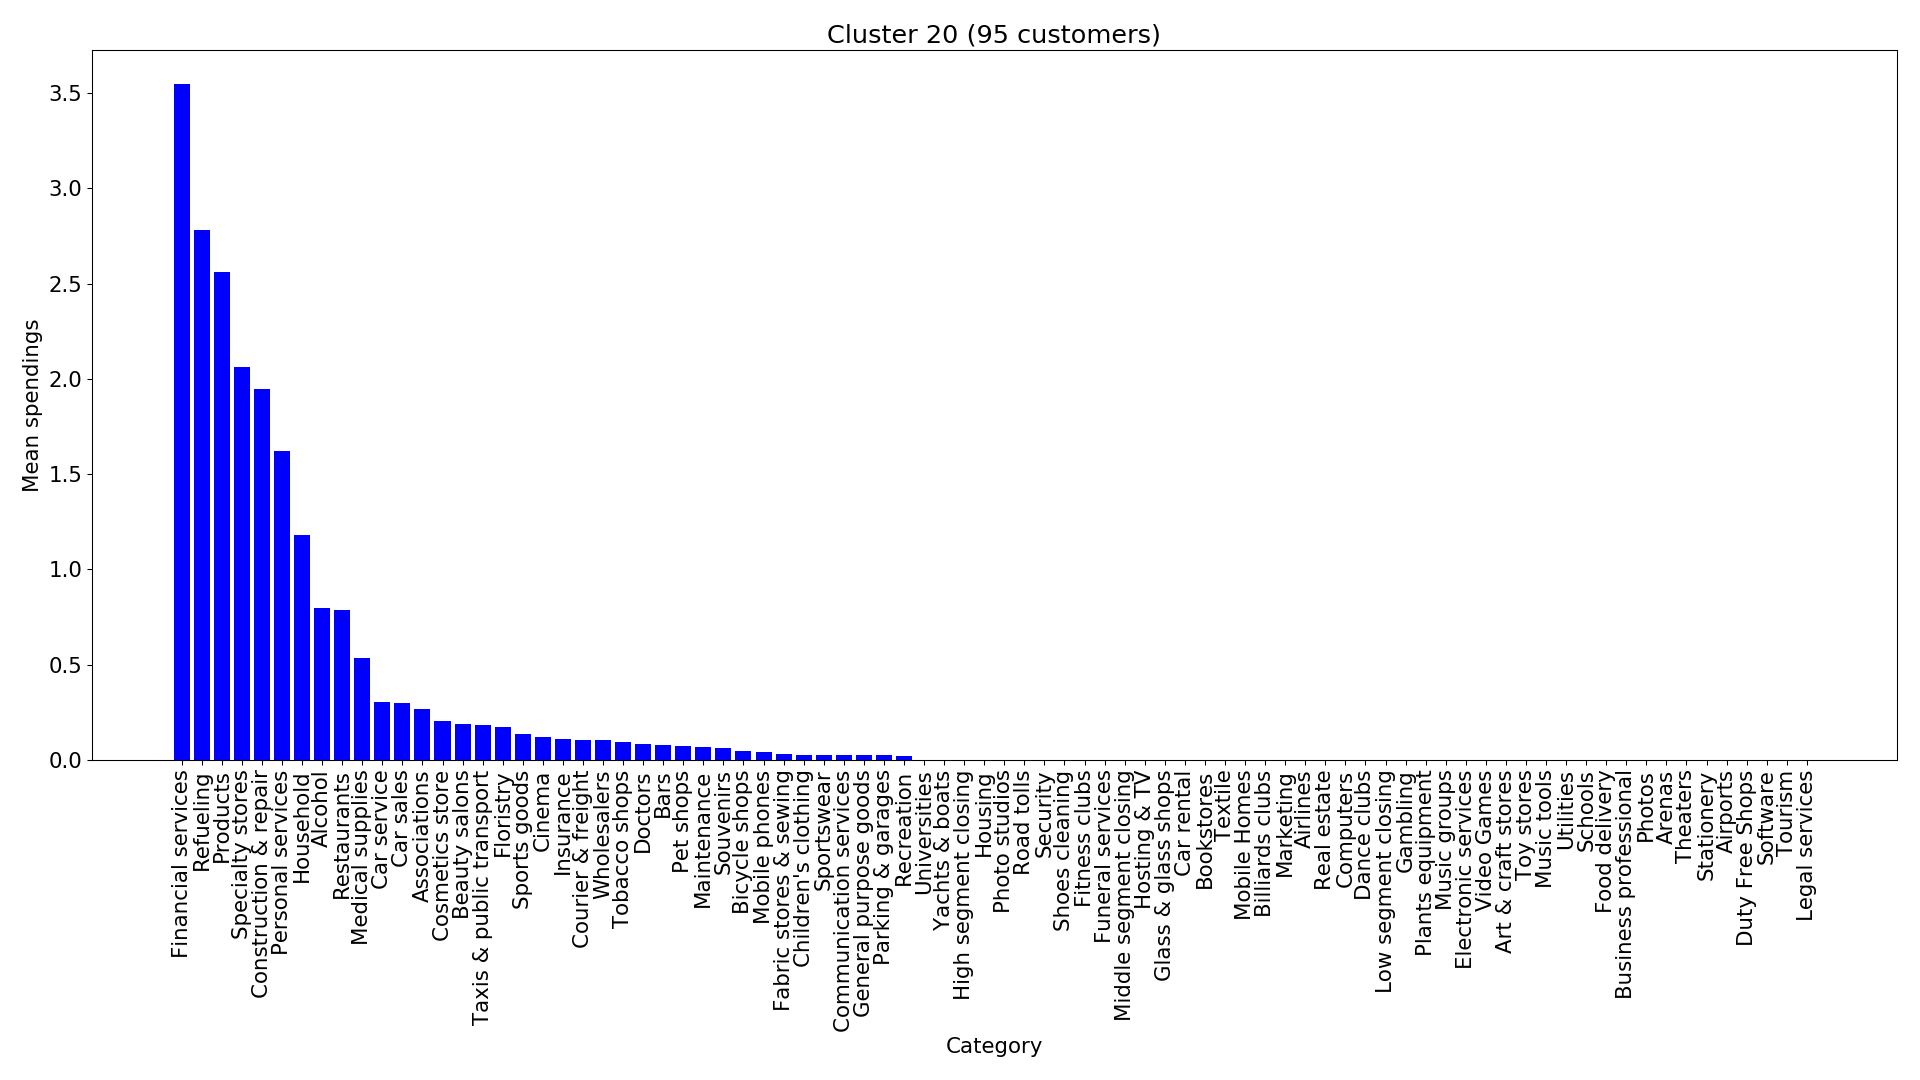 Cluster 20 (95 customers)
3.5
3.0
2.5
2.0
1.5
1.0
0.5
0.0
Mean spendings
Financial services
Refueling
Products
Specialty stores
Construction & repair
Personal services
Household
Alcohol
Restaurants
Medical supplies
Car service
Car sales
Associations
Cosmetics store
Beauty salons
Taxis & public transport
Floristry
Sports goods
Cinema
Insurance
Courier & freight
Wholesalers
Tobacco shops
Doctors
Bars
Pet shops
Maintenance
Souvenirs
Bicycle shops
Mobile phones
Fabric stores & sewing
Children's clothing
Sportswear
Communication services
General purpose goods
Parking & garages
Recreation
Universities
Yachts & boats
High segment closing
Housing
Photo studios
Road tolls
Security
Shoes cleaning
Fitness clubs
Funeral services
Middle segment closing
Hosting & TV
Glass & glass shops
Car rental
Bookstores
Textile
Mobile Homes
Billiards clubs
Marketing
Airlines
Real estate
Computers
Dance clubs
Low segment closing
Gambling
Plants equipment
Music groups
Electronic services
Video Games
Art & craft stores
Toy stores
Music tools
Utilities
Schools
Food delivery
Business professional
Photos
Arenas
Theaters
Stationery
Airports
Duty Free Shops
Software
Tourism
Legal services
Category